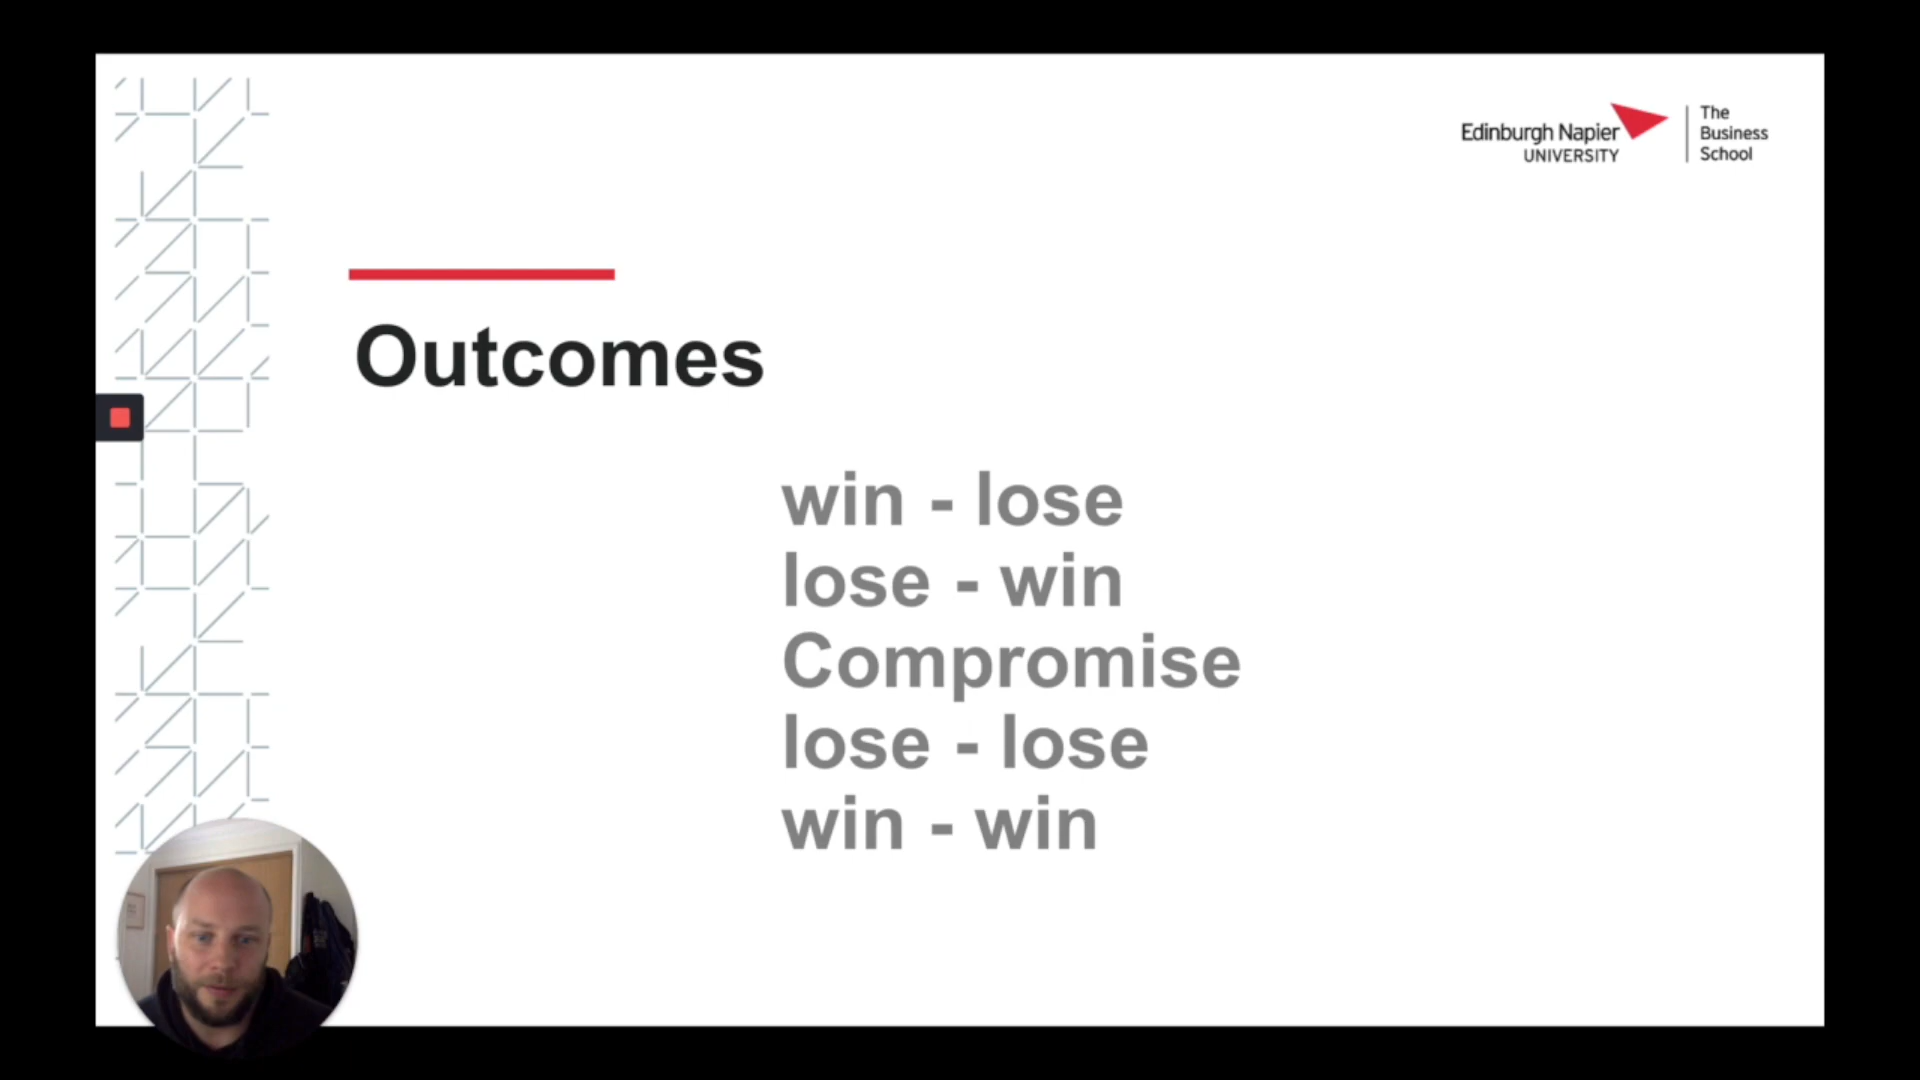 Edinburgh Napier
UNIVERSITY
The
Business
School
Outcomes
win - lose
lose - win
Compromise
lose - lose
win - win